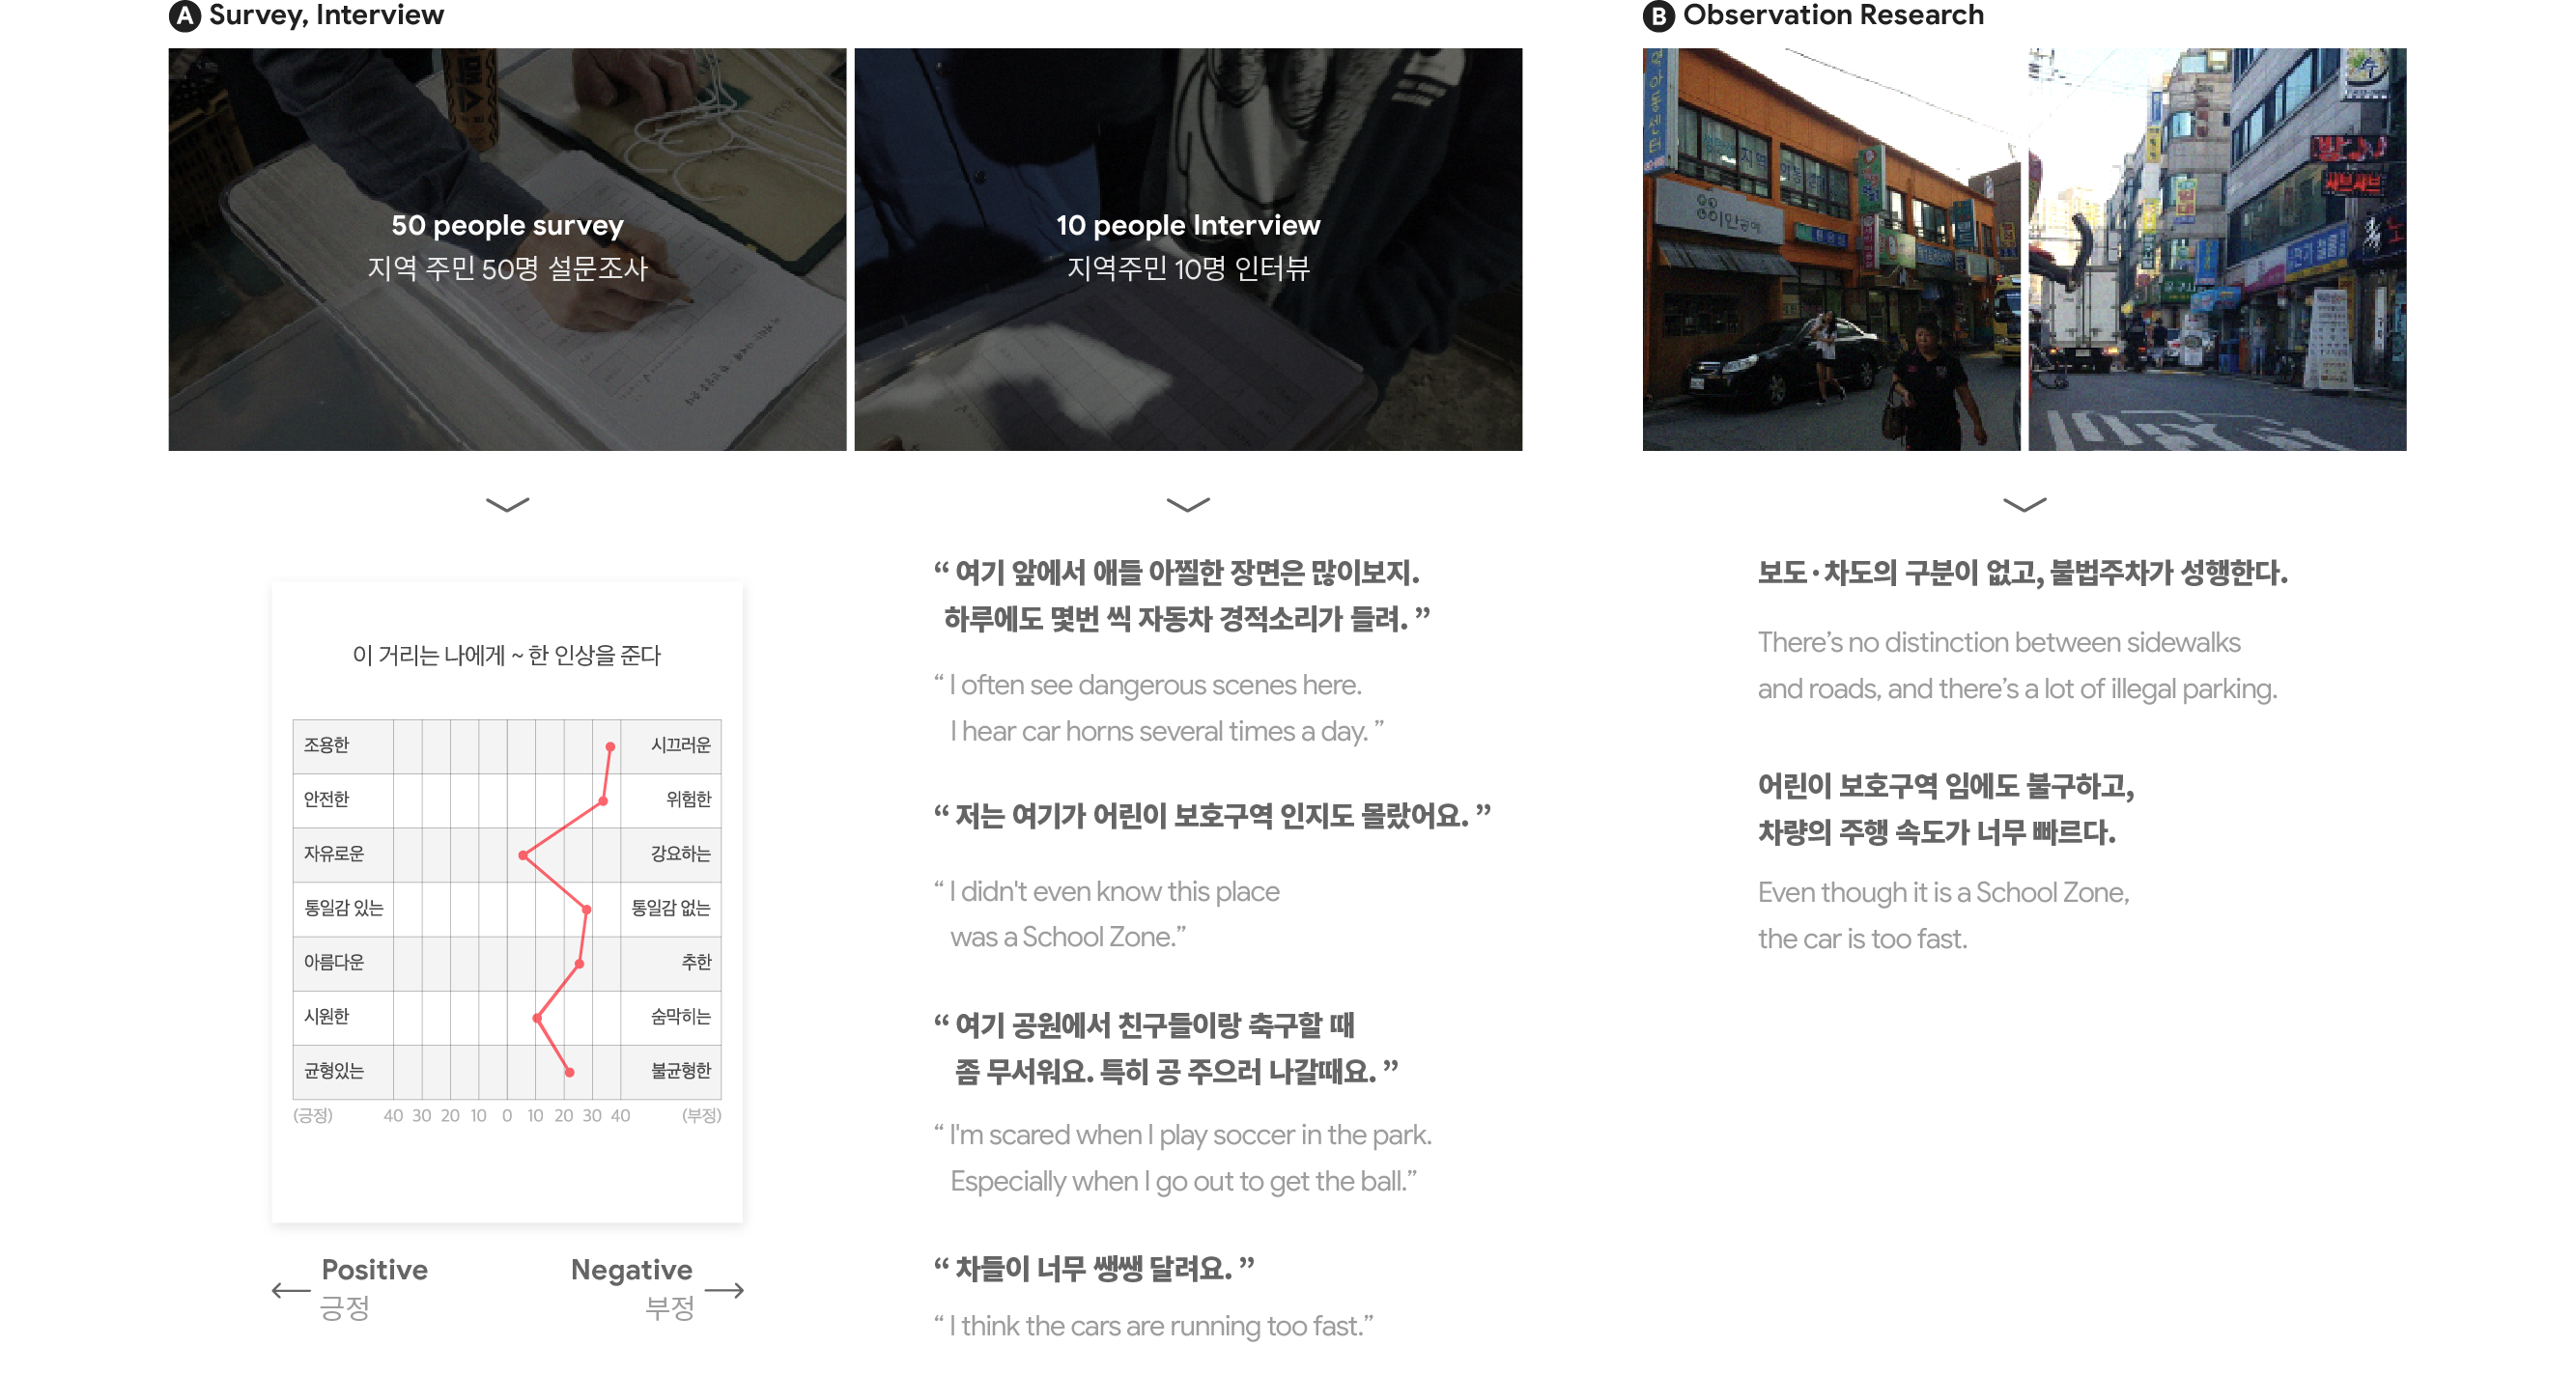 A Survey, Interview
50 people survey
지역 주민 50명 설문조사
10 people Interview
지역주민 10명 인터뷰
이 거리는 나에게 ~ 한 인상을 준다
조용한 시끄러운
안전한 위험한
자유로운 강요하는
통일감 있는 통일감 없는
아름다운 추한
시원한 숨막히는
균형있는 불균형한
(긍정) 40 30 20 10 0 10 20 30 40 (부정)
Positive Negative
긍정 부정
“ 여기 앞에서 애들 아찔한 장면은 많이보지.
하루에도 몇번 씩 자동차 경적소리가 들려. ”
“ I often see dangerous scenes here.
I hear car horns several times a day. ”
“ 저는 여기가 어린이 보호구역 인지도 몰랐어요. ”
“ I didn't even know this place
was a School Zone.”
“ 여기 공원에서 친구들이랑 축구할 때
좀 무서워요. 특히 공 주으러 나갈때요. ”
“ I'm scared when I play soccer in the park.
Especially when I go out to get the ball.”
“ 차들이 너무 쌩쌩 달려요. ”
“ I think the cars are running too fast.”
B Observation Research
아동센터
지역
보도·차도의 구분이 없고, 불법주차가 성행한다.
There’s no distinction between sidewalks
and roads, and there’s a lot of illegal parking.
어린이 보호구역 임에도 불구하고,
차량의 주행 속도가 너무 빠르다.
Even though it is a School Zone,
the car is too fast.